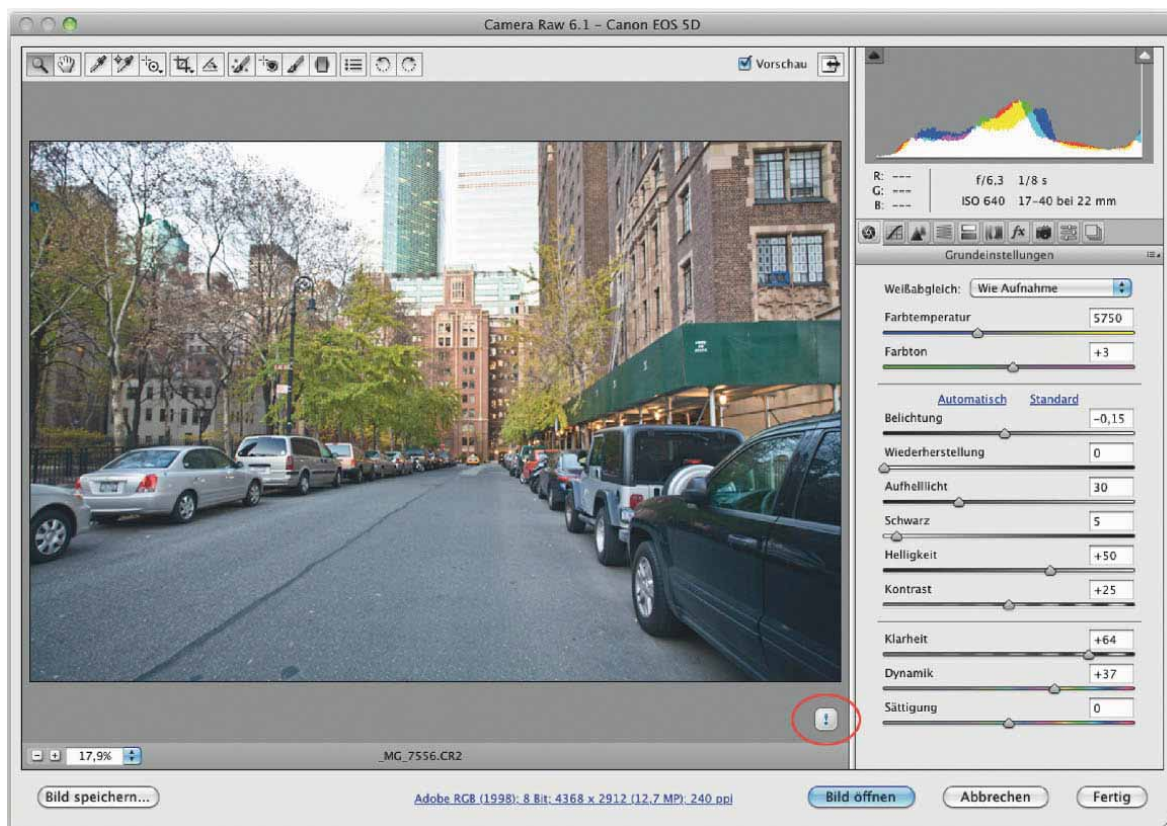 Camera Raw 6.1 – Canon EOS 5D
Vorschau
R: ---
G: ---
B: ---
f/6,3 1/8 s
ISO 640 17–40 bei 22 mm
fx
Grundeinstellungen
Weißabgleich: Wie Aufnahme
Farbtemperatur 5750
Farbton +3
Automatisch Standard
Belichtung -0,15
Wiederherstellung 0
Aufhelllicht 30
Schwarz 5
Helligkeit +50
Kontrast +25
Klarheit +64
Dynamik +37
Sättigung 0
!
17,9%
_MG_7556.CR2
Bild speichern...
Adobe RGB (1998); 8 Bit; 4368 x 2912 (12,7 MP); 240 ppi
Bild öffnen Abbrechen Fertig